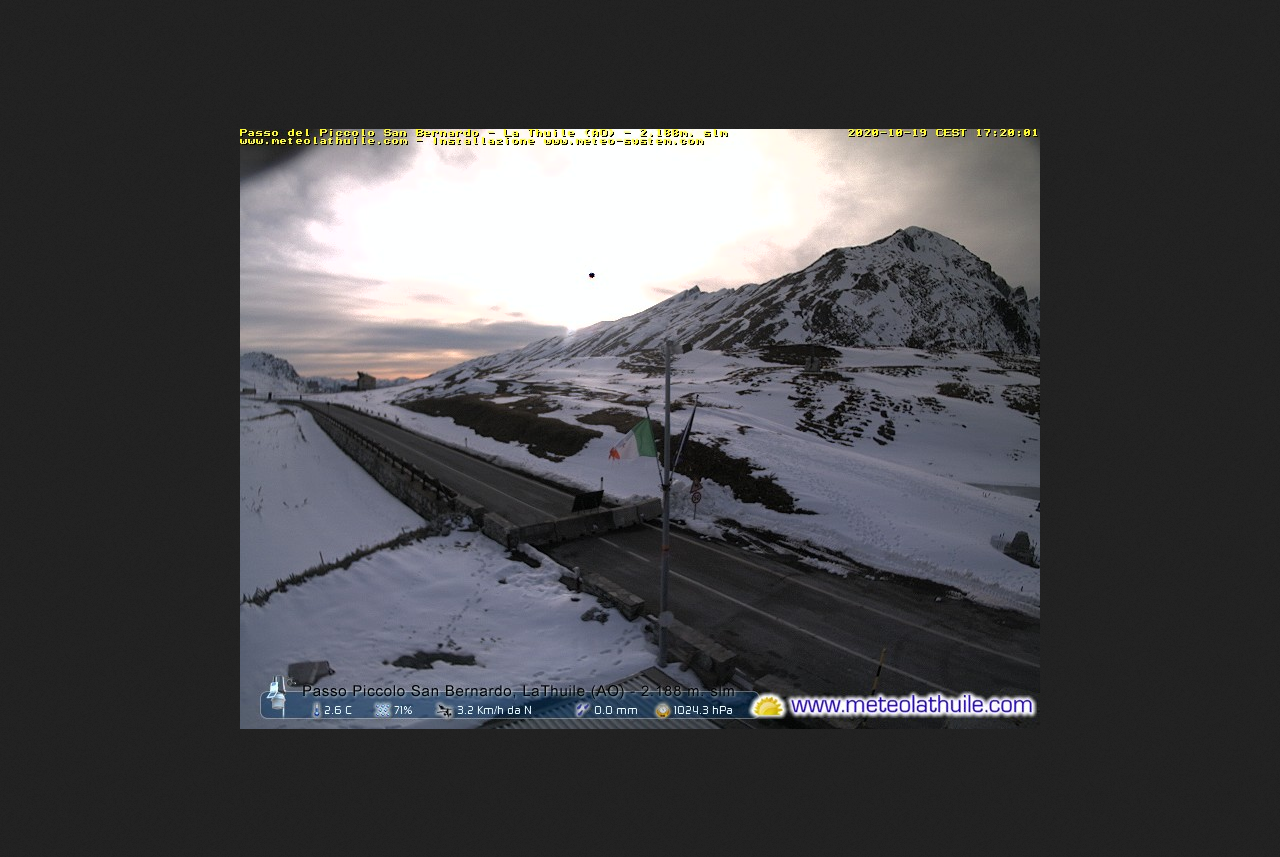 Passo del Piccolo San Bernardo - La Thuile (AO) - 2.188m. slm
2020-10-19 CEST 17:20:01
www.meteolathuile.com - Installazione www.meteo-system.com
Passo Piccolo San Bernardo, LaThuile (AO) - 2.188 m. slm
2.6 C
71%
3.2 Km/h da N
0.0 mm
1024.3 hPa
www.meteolathuile.com